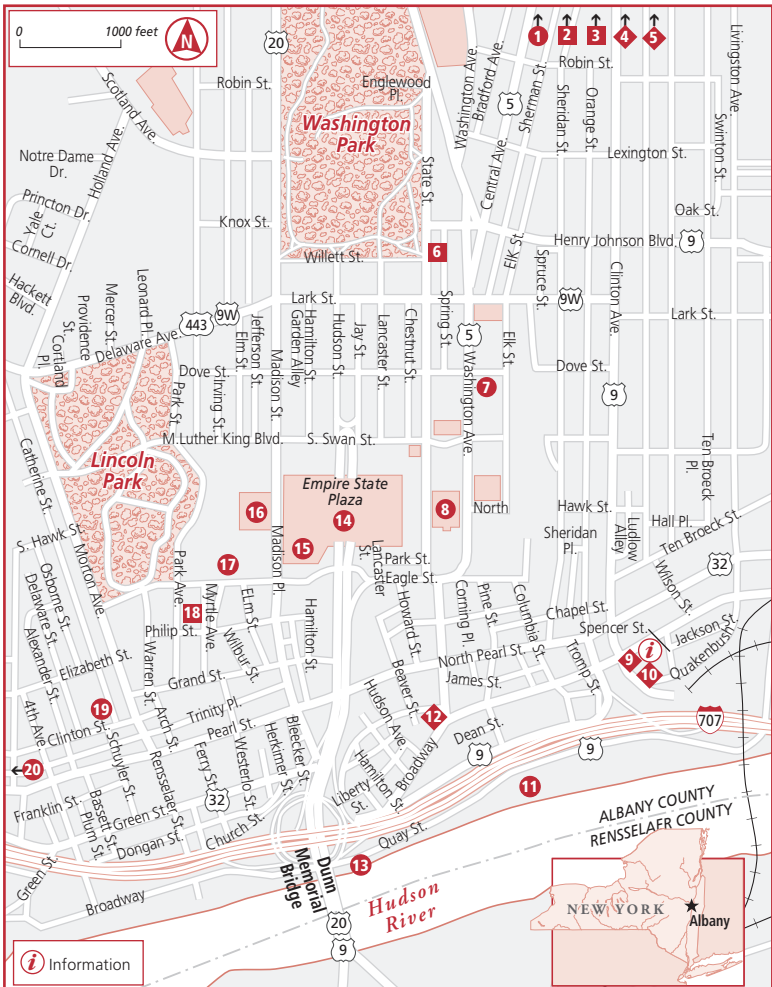 0
1000 feet
N
20
1
2
3
4
5
Robin St.
Scotland Ave.
Robin St.
Englewood
Pl.
Washington Ave.
Bradford Ave.
5
Sherman St.
Sheridan St.
Orange St.
Livingston Ave.
Washington
Park
Swinton St.
Notre Dame
Dr.
Holland Ave.
State St.
Central Ave.
Lexington St.
Princton Dr.
Yale
Ct.
Cornell Dr.
Hackett
Blvd.
Knox St.
Oak St.
Henry Johnson Blvd.
9
6
Willett St.
Elk St.
Spruce St.
Clinton Ave.
Lark St.
9W
Lark St.
Leonard Pl.
Mercer St.
Providence
St.
Cortland
Pl.
Delaware Ave.
443
9W
Elm St.
Jefferson St.
Madison St.
Garden Alley
Hamilton St.
Hudson St.
Jay St.
Lancaster St.
Chestnut St.
Spring St.
5
Washington Ave.
Elk St.
Dove St.
Irving St.
Dove St.
7
9
Park St.
M.Luther King Blvd.
S. Swan St.
Ten Broeck
Pl.
Lincoln
Park
Catherine St.
Empire State
Plaza
14
16
15
8
North
Hawk St.
Sheridan
Pl.
Ludlow
Alley
Hall Pl.
Ten Broeck St.
32
S. Hawk St.
Morton Ave.
Osborne St.
Delaware St.
Alexander St.
Park Ave.
17
Madison Pl.
Lancaster
St.
Park St.
Eagle St.
Wilson St.
18
Myrtle Ave.
ELrm St.
Philip St.
Wilbur St.
Hamilton St.
Howard St.
Corning Pl.
Pine St.
Columbia St.
Chapel St.
Spencer St.
Jackson St.
Quakenbush
i
9
10
Elizabeth St.
Warren St.
Grand St.
North Pearl St.
James St.
Tromp St.
Beaver St.
12
Hudson Ave.
Broadway
Dean St.
9
9
707
4th Ave.
19
Clinton St.
Arch St.
Trinity Pl.
Pearl St.
Schuyler St.
Rensselaer St.
Ferry St.
Westerlo St.
Herkimer St.
Bleecker St.
20
Franklin St.
Bassett St.
Plum St.
Green St.
32
Dongan St.
Church St.
Liberty
St.
Hamilton St.
Quay St.
11
13
ALBANY COUNTY
RENSSELAER COUNTY
Green St.
Broadway
Dunn
Memorial
Bridge
Hudson
River
20
9
NEW YORK
Albany
i Information